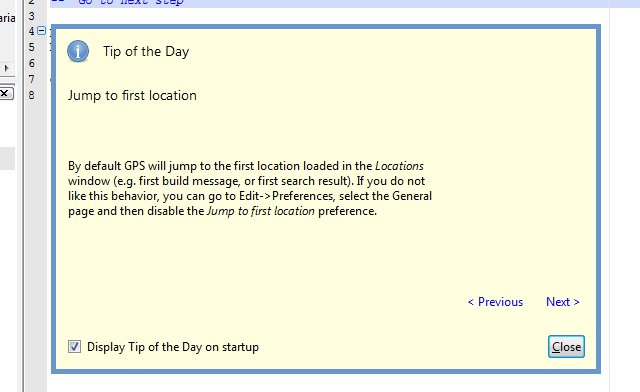 2 -- Go to next step
3
aria
4
5
6
7
8
Tip of the Day
Jump to first location
By default GPS will jump to the first location loaded in the Locations
window (e.g. first build message, or first search result). If you do not
like this behavior, you can go to Edit->Preferences, select the General
page and then disable the Jump to first location preference.
< Previous Next >
Display Tip of the Day on startup
Close